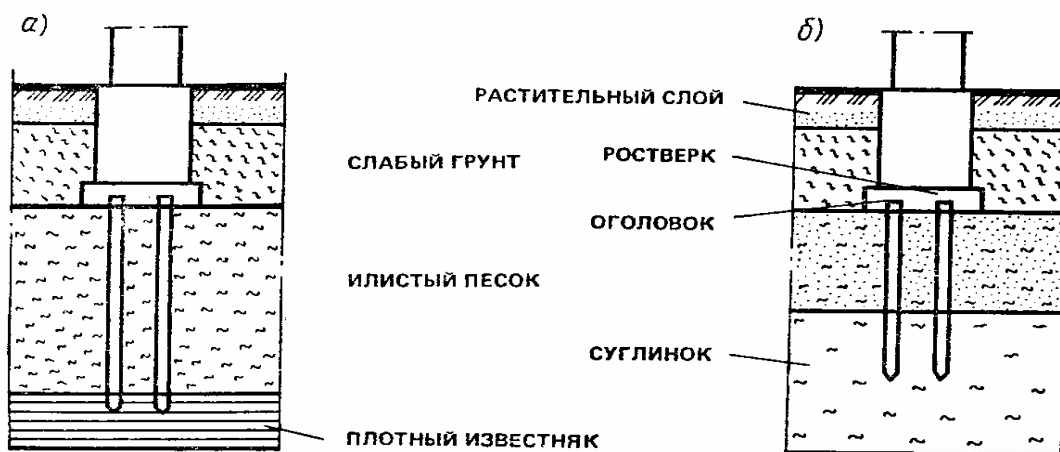 а)
б)
РАСТИТЕЛЬНЫЙ СЛОЙ
СЛАБЫЙ ГРУНТ
РОСТВЕРК
ОГОЛОВОК
ИЛИСТЫЙ ПЕСОК
СУГЛИНОК
ПЛОТНЫЙ ИЗВЕСТНЯК